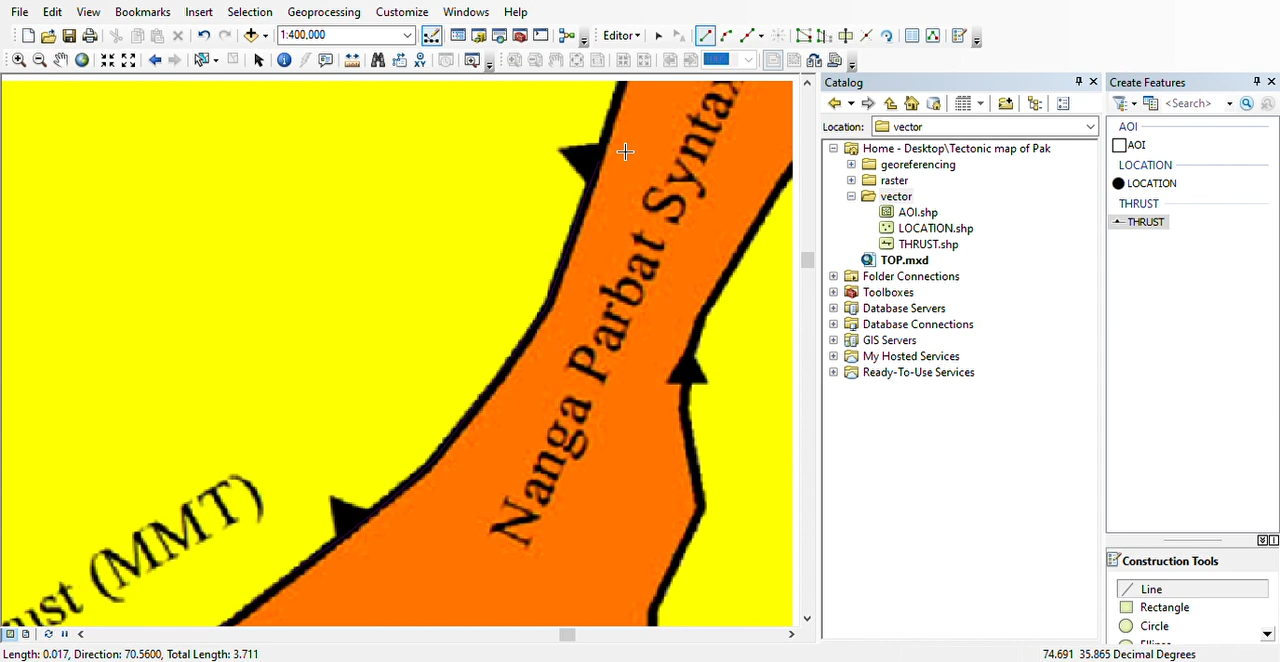 File Edit View Bookmarks Insert Selection Geoprocessing Customize Windows Help
1:400,000
Editor
Catalog
Location: vector
Home - Desktop\Tectonic map of Pak
georeferencing
raster
vector
AOI.shp
LOCATION.shp
THRUST.shp
TOP.mxd
Folder Connections
Toolboxes
Database Servers
Database Connections
GIS Servers
My Hosted Services
Ready-To-Use Services
Create Features
<Search>
AOI
AOI
LOCATION
LOCATION
THRUST
THRUST
Construction Tools
Line
Rectangle
Circle
Nanga Parbat Syntax
ust (MMT)
Length: 0.017, Direction: 70.5600, Total Length: 3.711
74.691 35.865 Decimal Degrees